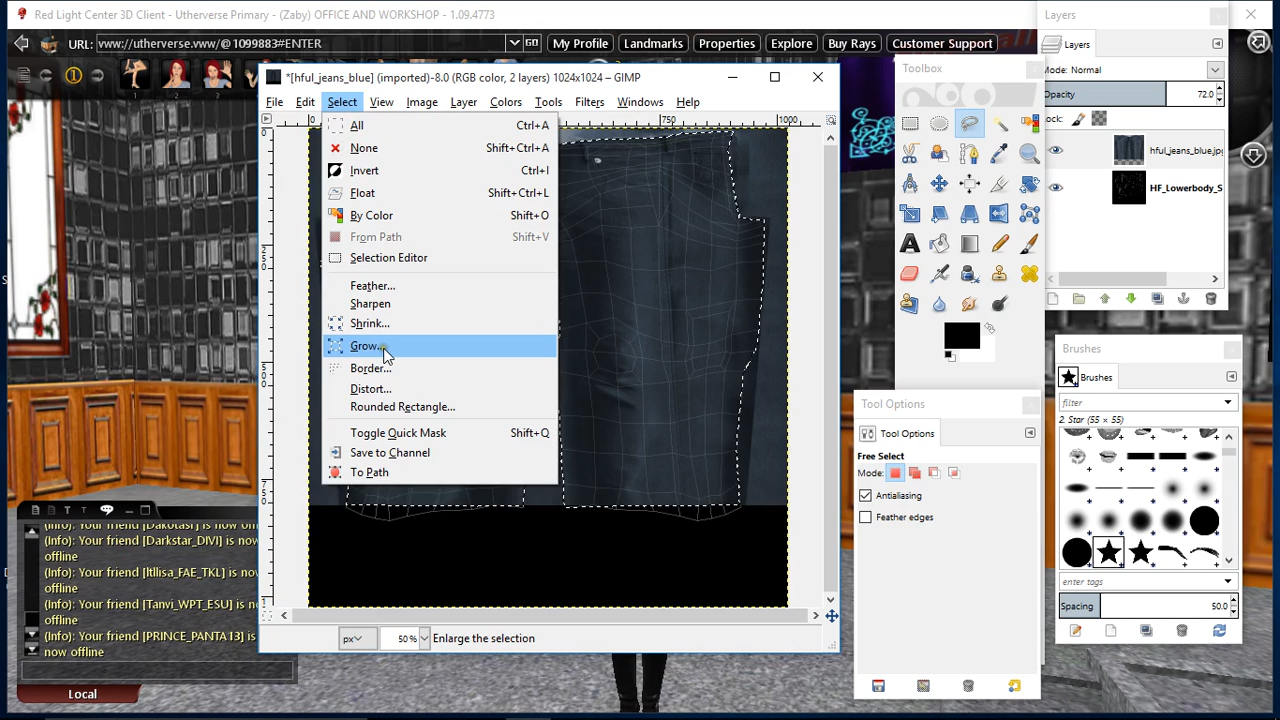 Red Light Center 3D Client - Utherverse Primary - (Zaby) OFFICE AND WORKSHOP - 1.09.4773
URL: www://utherverse.www/@1099883#ENTER GO My Profile Landmarks Properties Explore Buy Rays Customer Support
*[hful_jeans_blue] (imported)-8.0 (RGB color, 2 layers) 1024x1024 – GIMP
File Edit Select View Image Layer Colors Tools Filters Windows Help
0 750 1000
All Ctrl+A
None Shift+Ctrl+A
Invert Ctrl+I
Float Shift+Ctrl+L
By Color Shift+O
From Path Shift+V
Selection Editor
Feather...
Sharpen
Shrink...
Grow...
Border...
Distort...
Rounded Rectangle...
Toggle Quick Mask Shift+Q
Save to Channel
To Path
px 50% Enlarge the selection
(Info): Your friend [Dakotasf] is now
offline
(Info): Your friend [Darkstar_DIVI] is now
offline
(Info): Your friend [Itllisa_FAE_TKL] is now
offline
(Info): Your friend [Tanvi_WPT_ESU] is now
offline
(Info): Your friend [PRINCE_PANTA13] is
now offline
Local
Toolbox
Layers
Layers
Mode: Normal
Opacity 72.0
Lock:
hful_jeans_blue.jpg
HF_Lowerbody_S
Brushes
Brushes
filter
2. Star (55 × 55)
enter tags
Spacing 50.0
Tool Options
Tool Options
Free Select
Mode:
Antialiasing
Feather edges